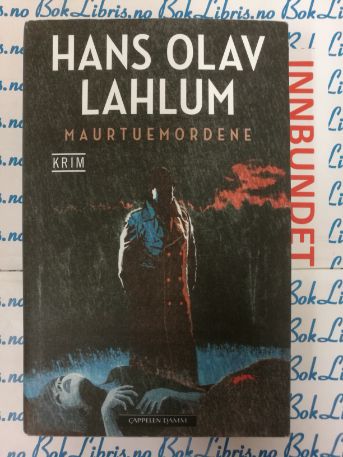 HANS OLAV
LAHLUM
MAURTUEMORDENE
KRIM
CAPPELEN DAMM
INNBUNDET
BokLibris.no